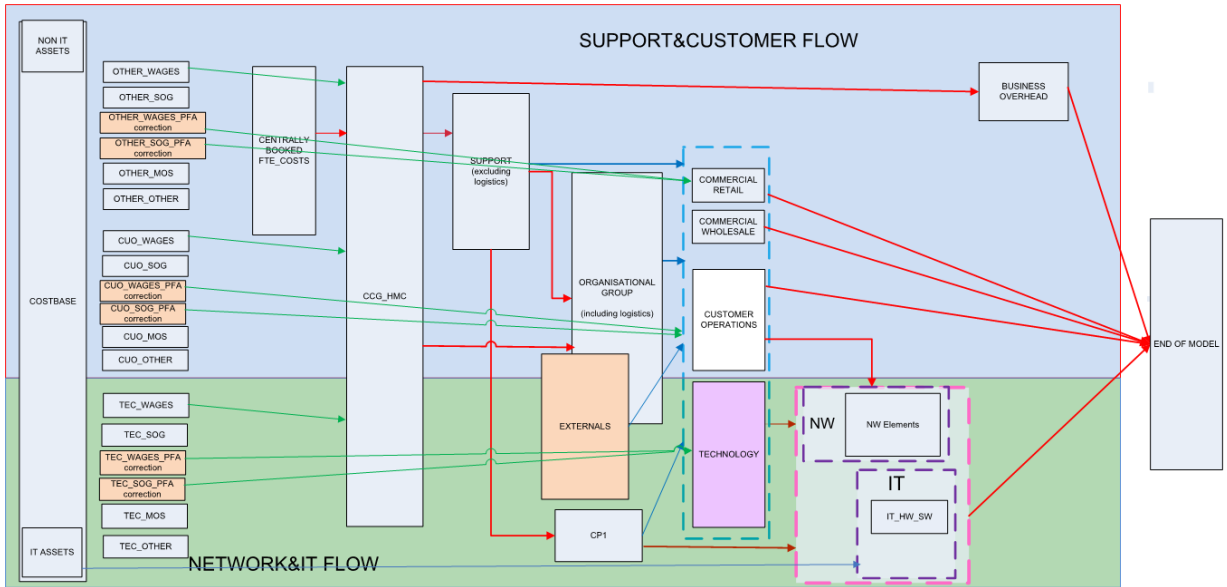 SUPPORT&CUSTOMER FLOW
NON IT
ASSETS
COSTBASE
IT ASSETS
OTHER_WAGES
OTHER_SOG
OTHER_WAGES_PFA
correction
OTHER_SOG_PFA
correction
OTHER_MOS
OTHER_OTHER
CUO_WAGES
CUO_SOG
CUO_WAGES_PFA
correction
CUO_SOG_PFA
correction
CUO_MOS
CUO_OTHER
TEC_WAGES
TEC_SOG
TEC_WAGES_PFA
correction
TEC_SOG_PFA
correction
TEC_MOS
TEC_OTHER
NETWORK&IT FLOW
CENTRALLY
BOOKED
FTE_COSTS
CCG_HMC
SUPPORT
(excluding
logistics)
ORGANISATIONAL
GROUP
(including logistics)
EXTERNALS
CP1
COMMERCIAL
RETAIL
COMMERCIAL
WHOLESALE
CUSTOMER
OPERATIONS
TECHNOLOGY
NW
NW Elements
IT
IT_HW_SW
BUSINESS
OVERHEAD
END OF MODEL